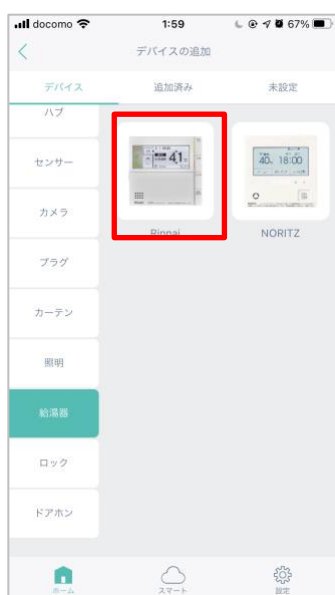 docomo 1:59 67%
デバイスの追加
デバイス 追加済み 未設定
ハブ
センサー
カメラ
プラグ
カーテン
照明
給湯器
ロック
ドアホン
41
Rinnai
40. 18:00
NORITZ
ホーム スマート 設定